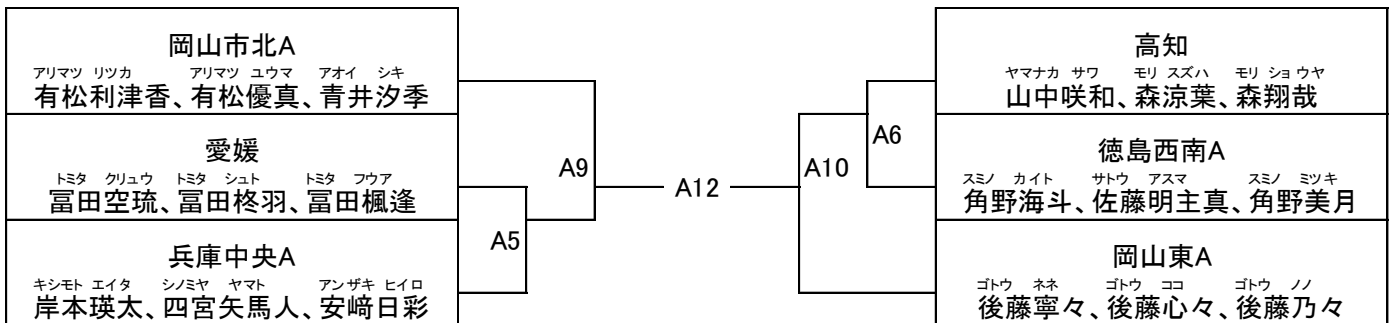 岡山市北A
アリマツ リツカ アリマツ ユウマ アオイ シキ
有松利津香、有松優真、青井汐季
愛媛
トミタ クリュウ トミタ シュト トミタ フウア
冨田空琉、冨田柊羽、冨田楓逢
兵庫中央A
キシモト エイタ シノミヤ ヤマト アンザキ ヒイロ
岸本瑛太、四宮矢馬人、安﨑日彩
A5
A9
A12
A10
A6
高知
ヤマナカ サワ モリ スズハ モリ ショウヤ
山中咲和、森涼葉、森翔哉
徳島西南A
スミノ カイト サトウ アスマ スミノ ミツキ
角野海斗、佐藤明主真、角野美月
岡山東A
ゴトウ ネネ ゴトウ ココ ゴトウ ノノ
後藤寧々、後藤心々、後藤乃々